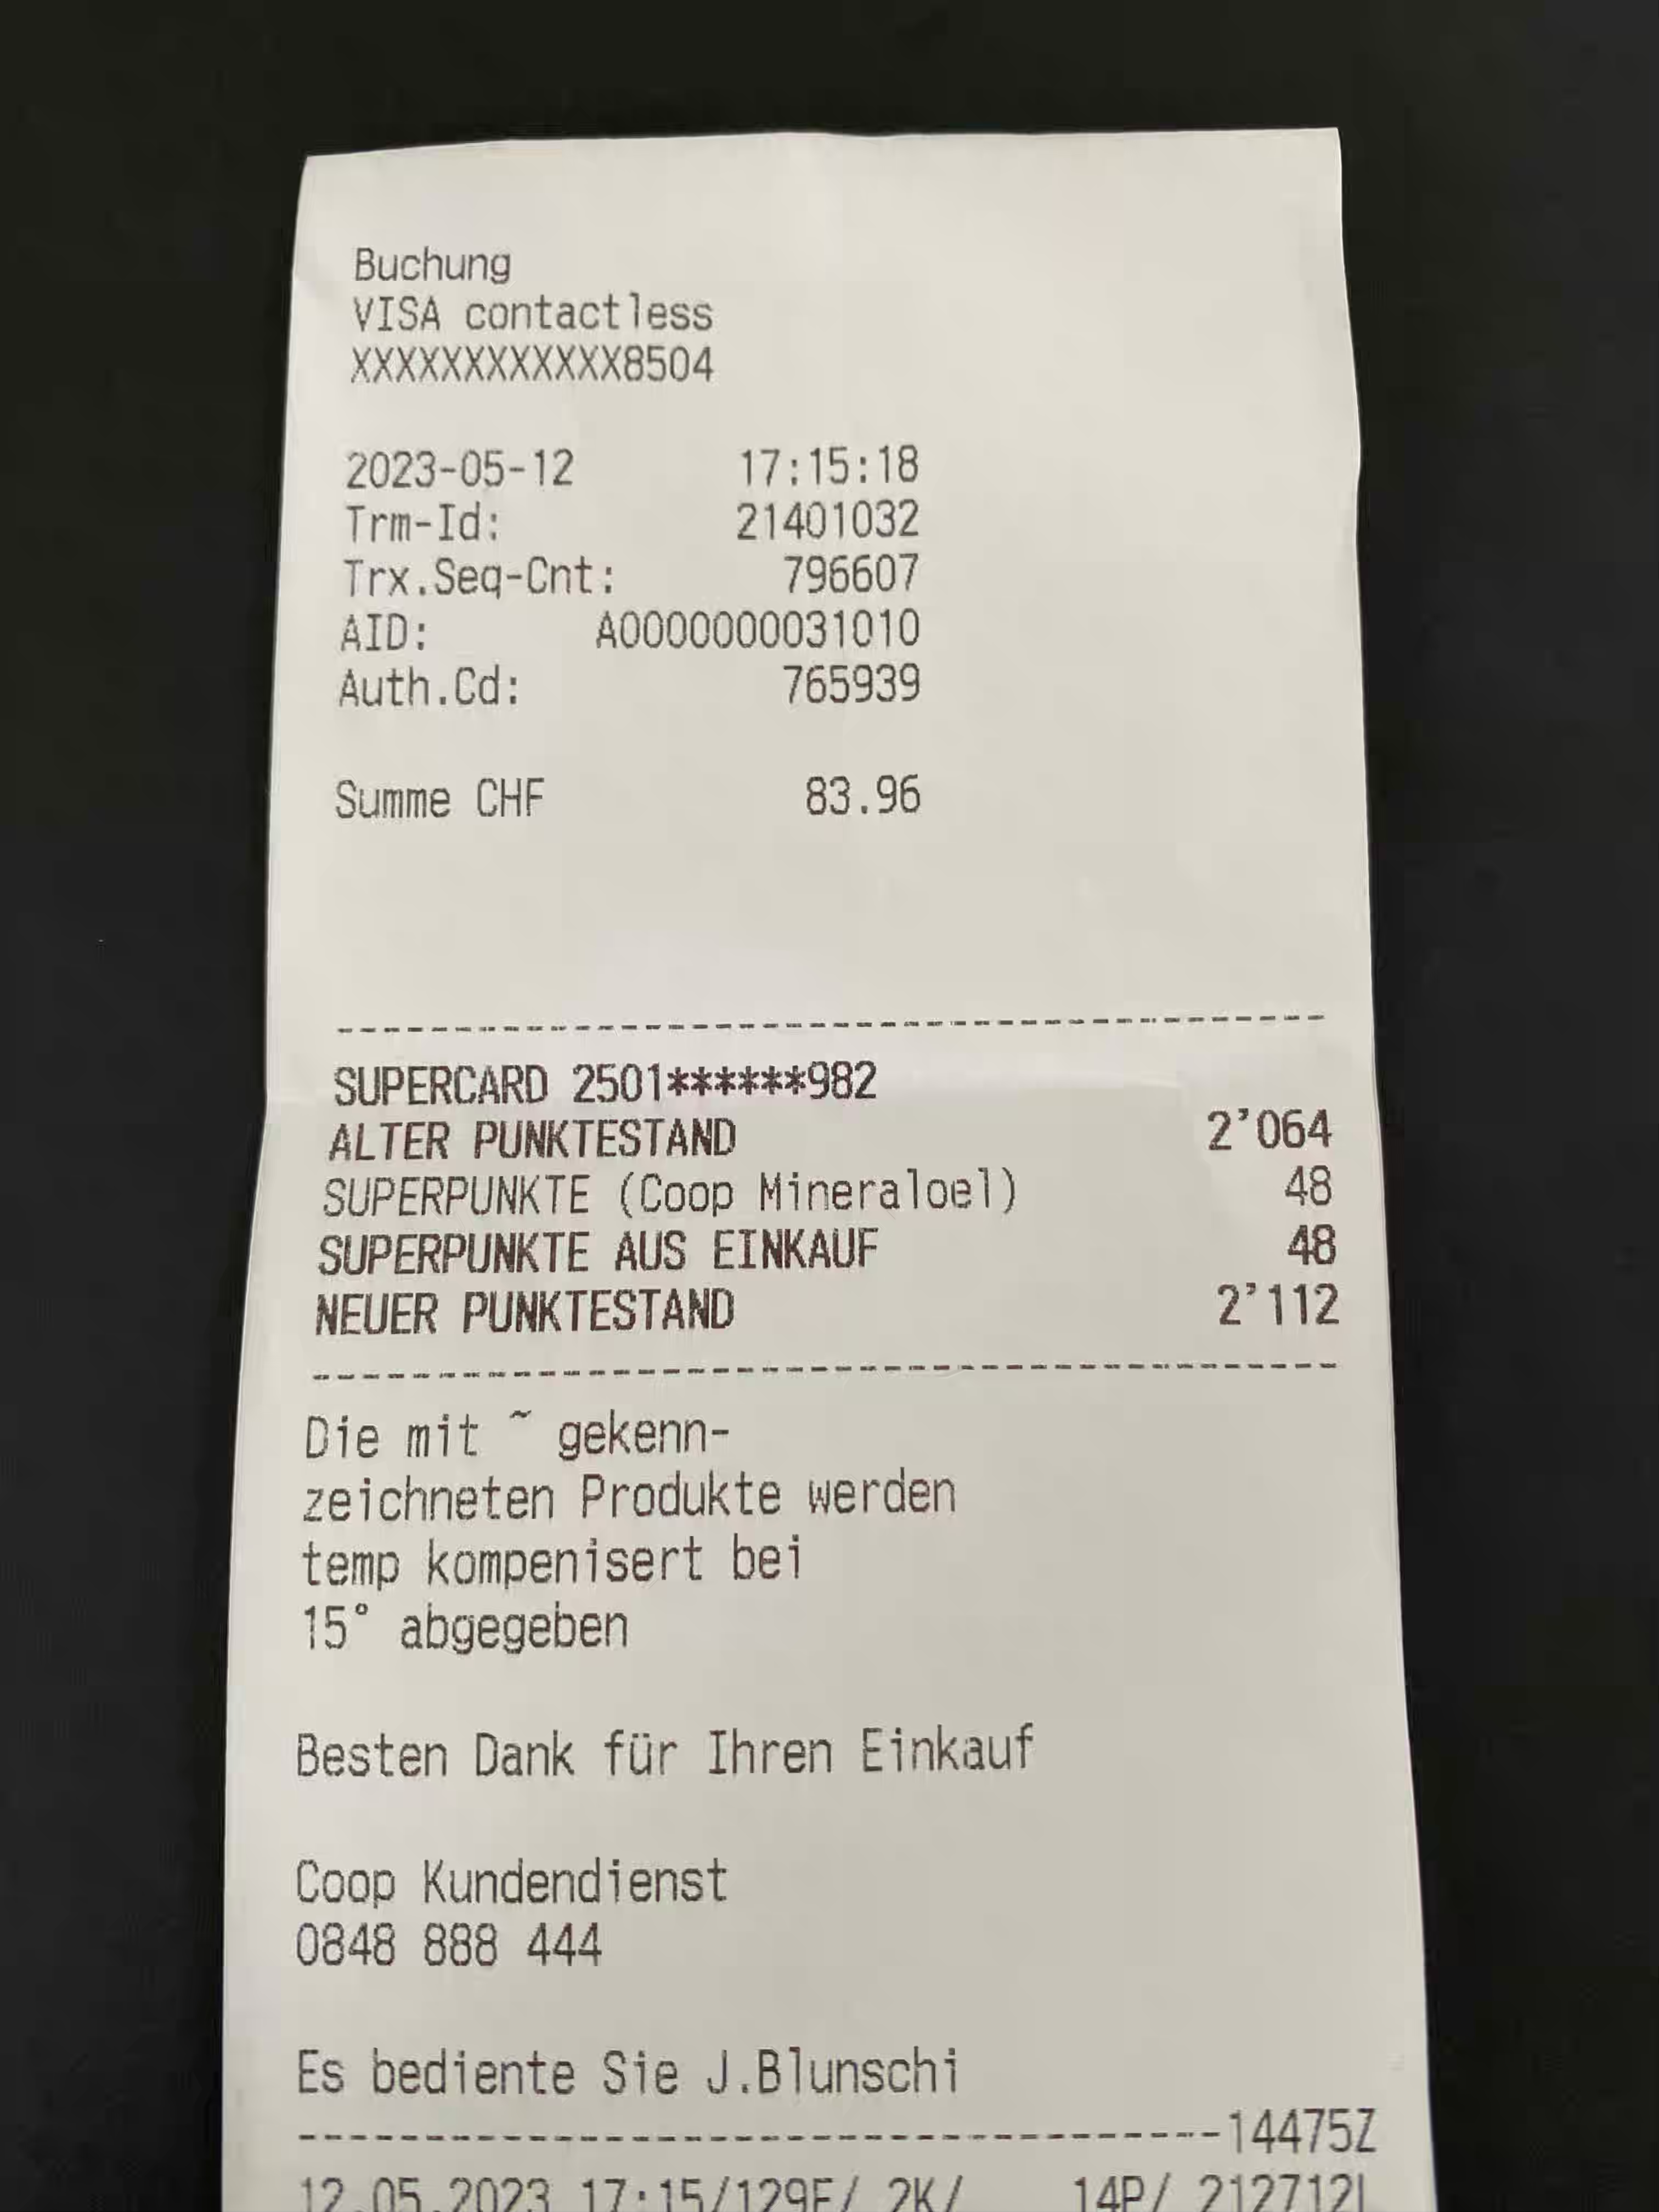 Buchung
VISA contactless
XXXXXXXXXXXX8504
2023-05-12 17:15:18
Trm-Id: 21401032
Trx.Seq-Cnt: 796607
AID: A0000000031010
Auth.Cd: 765939
Summe CHF 83.96
SUPERCARD 2501******982
ALTER PUNKTESTAND 2'064
SUPERPUNKTE (Coop Mineraloel) 48
SUPERPUNKTE AUS EINKAUF 48
NEUER PUNKTESTAND 2'112
Die mit ~ gekenn-
zeichneten Produkte werden
temp kompenisert bei
15° abgegeben
Besten Dank für Ihren Einkauf
Coop Kundendienst
0848 888 444
Es bediente Sie J.Blunschi
14475Z
12.05.2023 17:15/129F/ 2K/ 14P/